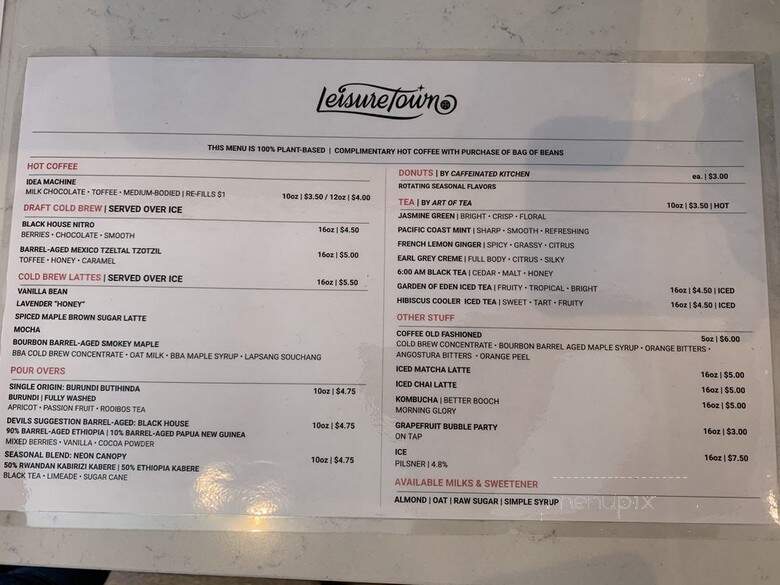 Leisuretown
THIS MENU IS 100% PLANT-BASED | COMPLIMENTARY HOT COFFEE WITH PURCHASE OF BAG OF BEANS
HOT COFFEE
IDEA MACHINE
MILK CHOCOLATE • TOFFEE • MEDIUM-BODIED | RE-FILLS $1 10oz | $3.50 / 12oz | $4.00
DRAFT COLD BREW | SERVED OVER ICE
BLACK HOUSE NITRO 16oz | $4.50
BERRIES • CHOCOLATE • SMOOTH
BARREL-AGED MEXICO TZELTAL TZOTZIL 16oz | $5.00
TOFFEE • HONEY • CARAMEL
COLD BREW LATTES | SERVED OVER ICE 16oz | $5.50
VANILLA BEAN
LAVENDER "HONEY"
SPICED MAPLE BROWN SUGAR LATTE
MOCHA
BOURBON BARREL-AGED SMOKEY MAPLE
BBA COLD BREW CONCENTRATE • OAT MILK • BBA MAPLE SYRUP • LAPSANG SOUCHANG
POUR OVERS
SINGLE ORIGIN: BURUNDI BUTIHINDA 10oz | $4.75
BURUNDI | FULLY WASHED
APRICOT • PASSION FRUIT • ROOIBOS TEA
DEVILS SUGGESTION BARREL-AGED: BLACK HOUSE 10oz | $4.75
90% BARREL-AGED ETHIOPIA | 10% BARREL-AGED PAPUA NEW GUINEA
MIXED BERRIES • VANILLA • COCOA POWDER
SEASONAL BLEND: NEON CANOPY 10oz | $4.75
50% RWANDAN KABIRIZI KABERE | 50% ETHIOPIA KABERE
BLACK TEA • LIMEADE • SUGAR CANE
DONUTS | BY CAFFEINATED KITCHEN ea. | $3.00
ROTATING SEASONAL FLAVORS
TEA | BY ART OF TEA 10oz | $3.50 | HOT
JASMINE GREEN | BRIGHT • CRISP • FLORAL
PACIFIC COAST MINT | SHARP • SMOOTH • REFRESHING
FRENCH LEMON GINGER | SPICY • GRASSY • CITRUS
EARL GREY CREME | FULL BODY • CITRUS • SILKY
6:00 AM BLACK TEA | CEDAR • MALT • HONEY
GARDEN OF EDEN ICED TEA | FRUITY • TROPICAL • BRIGHT 16oz | $4.50 | ICED
HIBISCUS COOLER ICED TEA | SWEET • TART • FRUITY 16oz | $4.50 | ICED
OTHER STUFF
COFFEE OLD FASHIONED 5oz | $6.00
COLD BREW CONCENTRATE • BOURBON BARREL AGED MAPLE SYRUP • ORANGE BITTERS •
ANGOSTURA BITTERS • ORANGE PEEL
ICED MATCHA LATTE 16oz | $5.00
ICED CHAI LATTE 16oz | $5.00
KOMBUCHA | BETTER BOOCH 16oz | $5.00
MORNING GLORY
GRAPEFRUIT BUBBLE PARTY 16oz | $3.00
ON TAP
ICE 16oz | $7.50
PILSNER | 4.8%
AVAILABLE MILKS & SWEETENER
ALMOND | OAT | RAW SUGAR | SIMPLE SYRUP
menupix